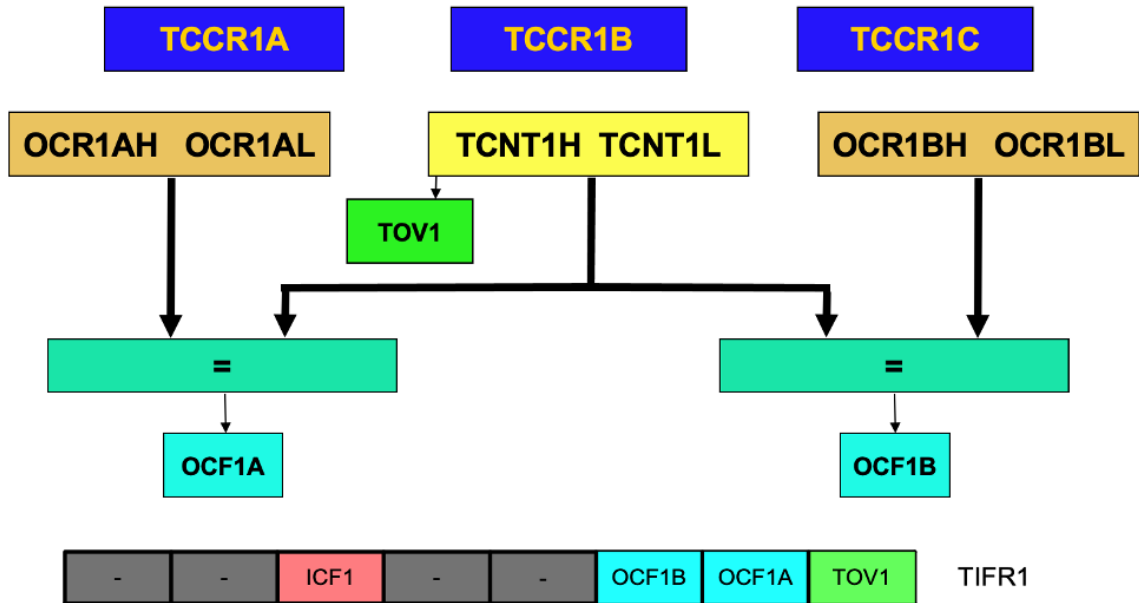 TCCR1A TCCR1B TCCR1C
OCR1AH OCR1AL TCNT1H TCNT1L OCR1BH OCR1BL
TOV1
= =
OCF1A OCF1B
- - ICF1 - - OCF1B OCF1A TOV1 TIFR1